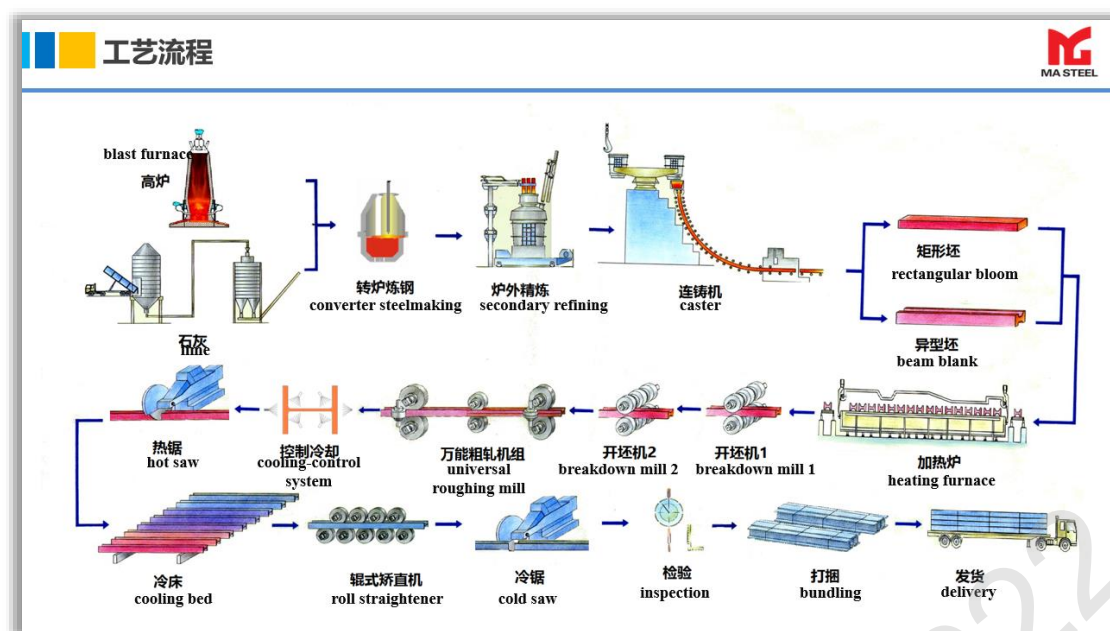 工艺流程
MA STEEL
blast furnace
高炉
石灰
lime
转炉炼钢
converter steelmaking
炉外精炼
secondary refining
连铸机
caster
矩形坯
rectangular bloom
异型坯
beam blank
加热炉
heating furnace
开坯机1
breakdown mill 1
开坯机2
breakdown mill 2
万能粗轧机组
universal
roughing mill
控制冷却
cooling-control
system
热锯
hot saw
冷床
cooling bed
辊式矫直机
roll straightener
冷锯
cold saw
检验
inspection
打捆
bundling
发货
delivery